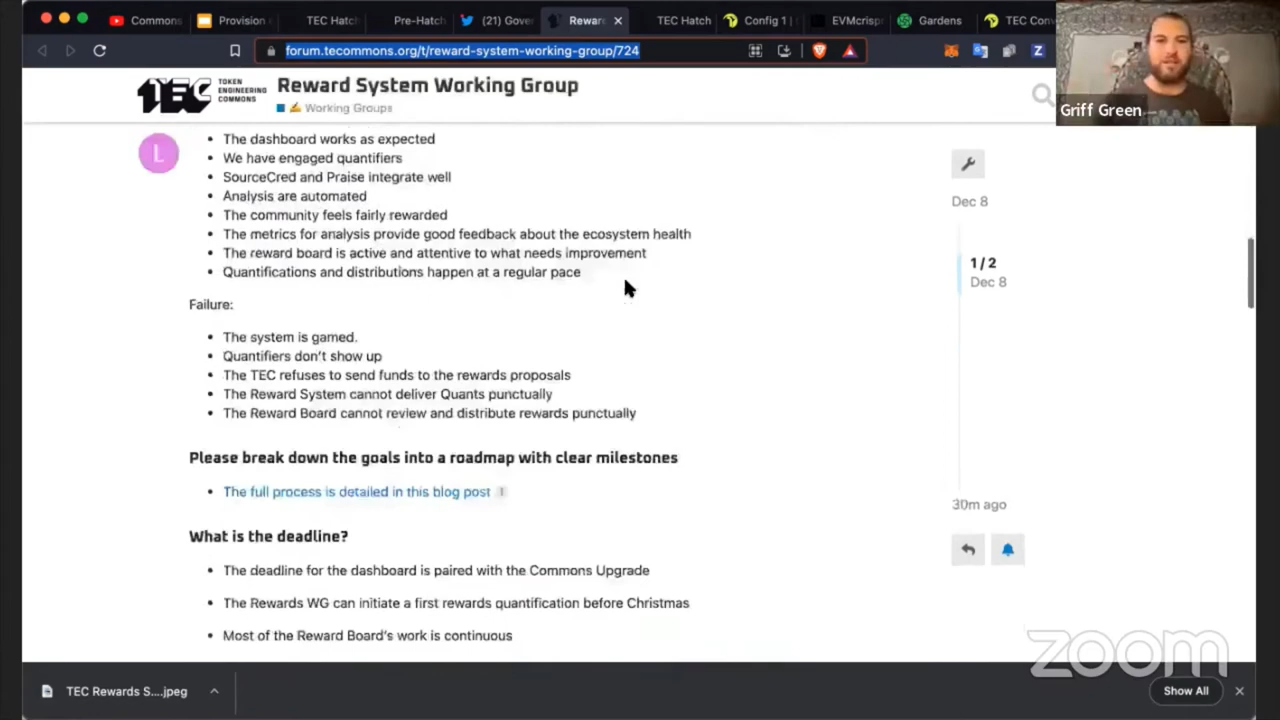 Commons
Provision
TEC Hatch
Pre-Hatch
(21) Gover
Rewar
TEC Hatch
Config 1 |
EVMcrisp
Gardens
TEC Con
forum.tecommons.org/t/reward-system-working-group/724
Z
Griff Green
TEC
TOKEN
ENGINEERING
COMMONS
Reward System Working Group
Working Groups
L
• The dashboard works as expected
• We have engaged quantifiers
• SourceCred and Praise integrate well
• Analysis are automated
• The community feels fairly rewarded
• The metrics for analysis provide good feedback about the ecosystem health
• The reward board is active and attentive to what needs improvement
• Quantifications and distributions happen at a regular pace
Failure:
• The system is gamed.
• Quantifiers don't show up
• The TEC refuses to send funds to the rewards proposals
• The Reward System cannot deliver Quants punctually
• The Reward Board cannot review and distribute rewards punctually
Please break down the goals into a roadmap with clear milestones
• The full process is detailed in this blog post 1
What is the deadline?
• The deadline for the dashboard is paired with the Commons Upgrade
• The Rewards WG can initiate a first rewards quantification before Christmas
• Most of the Reward Board's work is continuous
Dec 8
1 / 2
Dec 8
30m ago
zoom
TEC Rewards S....jpeg
Show All